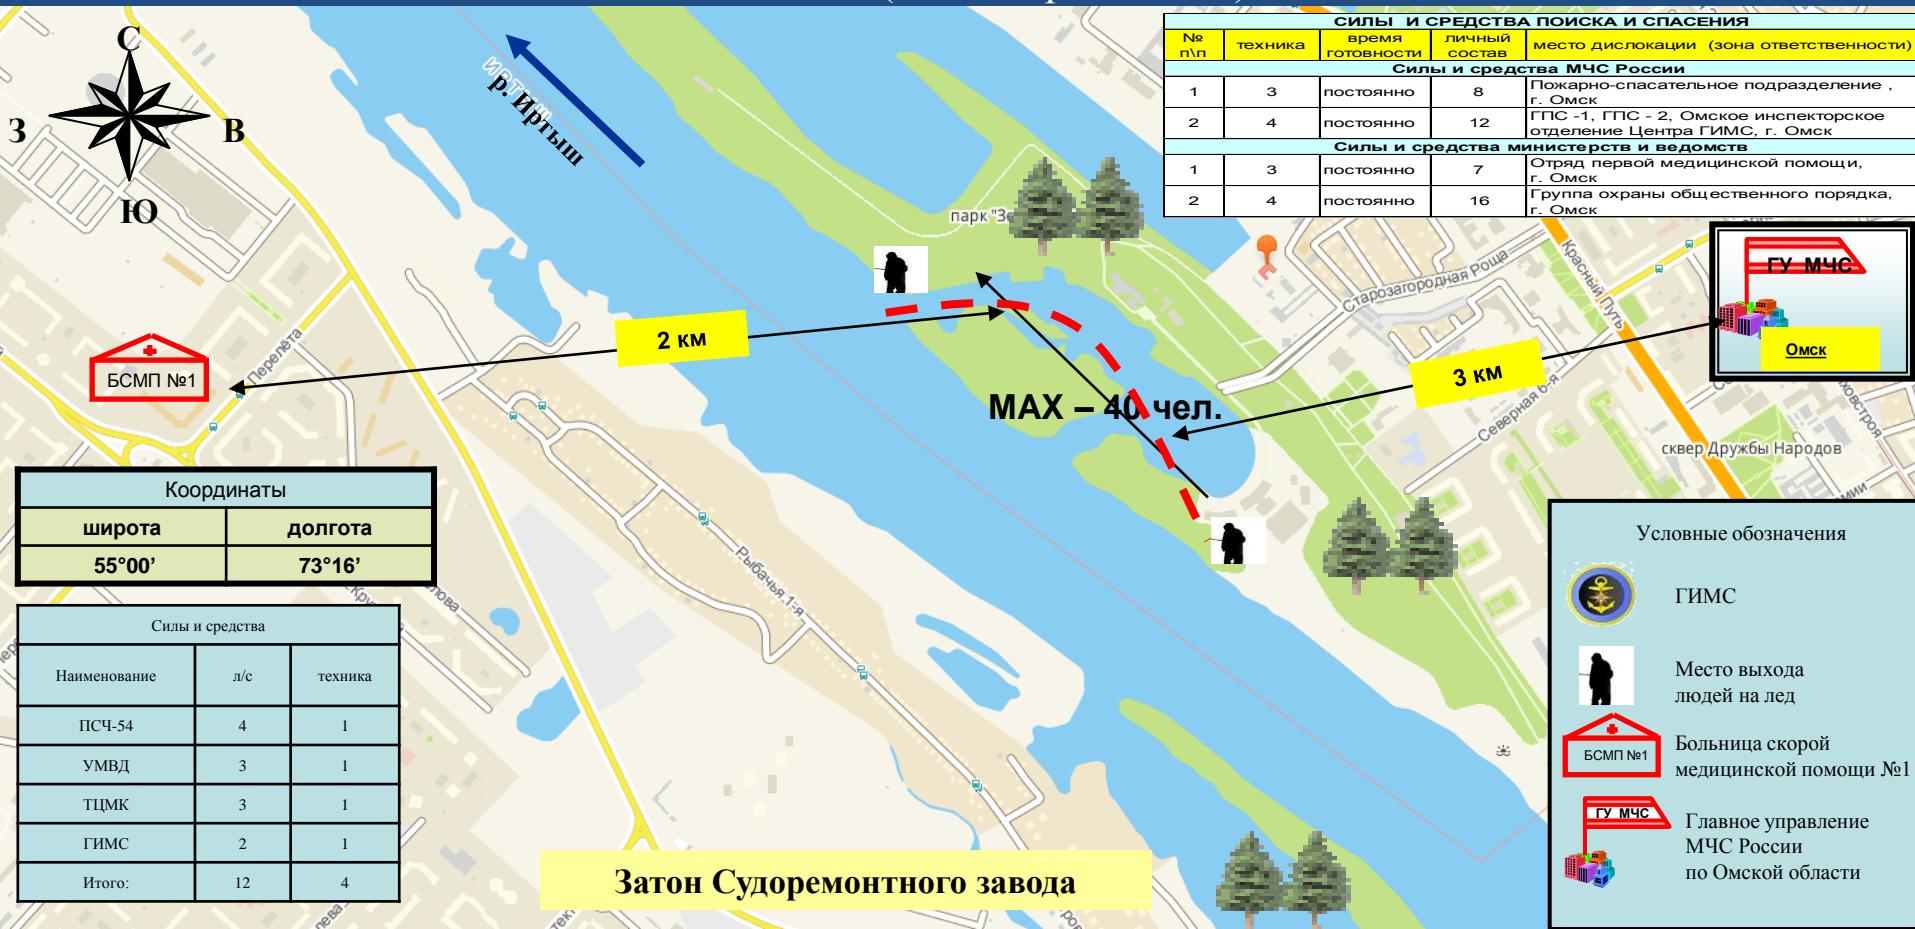 СИЛЫ И СРЕДСТВА ПОИСКА И СПАСЕНИЯ
№ п\п техника время готовности личный состав место дислокации (зона ответственности)
Силы и средства МЧС России
1 3 постоянно 8 Пожарно-спасательное подразделение ,
г. Омск
2 4 постоянно 12 ГПС -1, ГПС - 2, Омское инспекторское
отделение Центра ГИМС, г. Омск
Силы и средства министерств и ведомств
1 3 постоянно 7 Отряд первой медицинской помощи,
г. Омск
2 4 постоянно 16 Группа охраны общественного порядка,
г. Омск
С
З
В
Ю
р. Иртыш
ИРТЫШ
парк
Старозагородная Роща
Красный Путь
ГУ МЧС
Омск
2 км
3 км
БСМП №1
Перелёта
MAX – 40 чел.
Северная 6-я
сквер Дружбы Народов
Координаты
широта долгота
55°00’ 73°16’
Рыбачья 1-я
Силы и средства
Наименование л/с техника
ПСЧ-54 4 1
УМВД 3 1
ТЦМК 3 1
ГИМС 2 1
Итого: 12 4
Затон Судоремонтного завода
Условные обозначения
ГИМС
Место выхода
людей на лед
БСМП №1
Больница скорой
медицинской помощи №1
ГУ МЧС
Главное управление
МЧС России
по Омской области